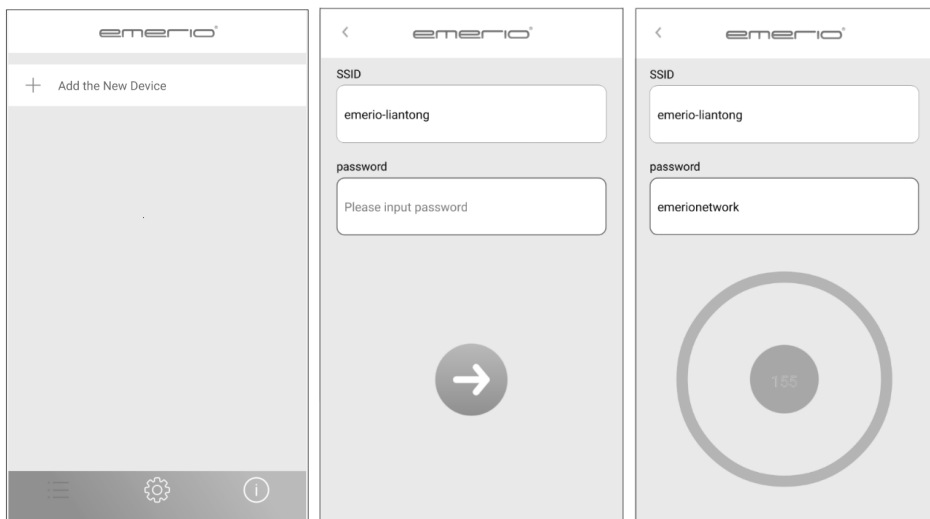 emerio®
Add the New Device
emerio®
SSID
emerio-liantong
password
Please input password
emerio®
SSID
emerio-liantong
password
emerionetwork
155